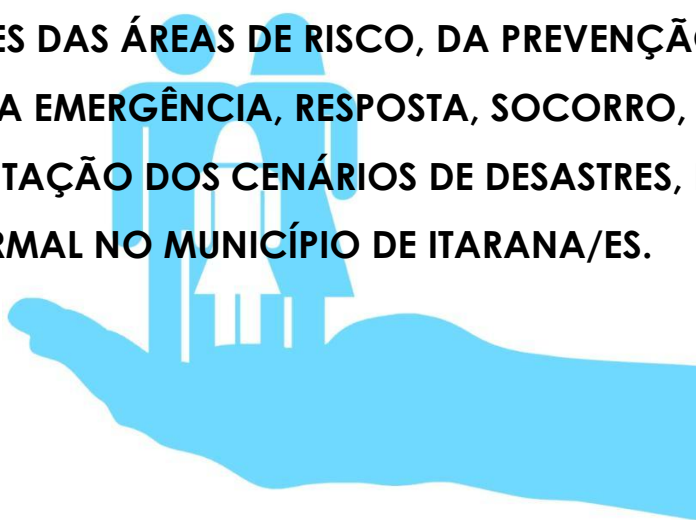 ES DAS ÁREAS DE RISCO, DA PREVENÇÃO
A EMERGÊNCIA, RESPOSTA, SOCORRO,
TAÇÃO DOS CENÁRIOS DE DESASTRES,
RMAL NO MUNICÍPIO DE ITARANA/ES.